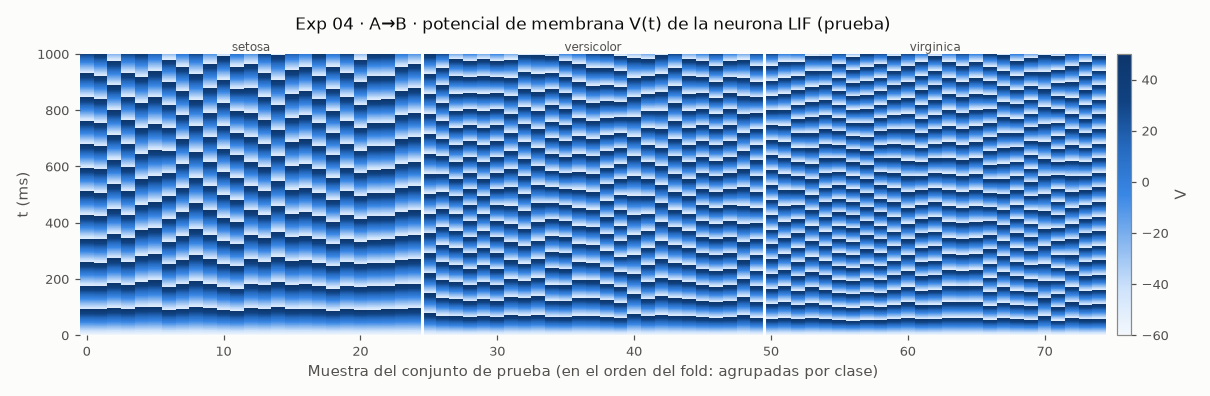 Exp 04 · A→B · potencial de membrana V(t) de la neurona LIF (prueba)
setosa versicolor virginica
1000
800
600
400
200
0
t (ms)
0 10 20 30 40 50 60 70
Muestra del conjunto de prueba (en el orden del fold: agrupadas por clase)
40
20
0
−20
−40
−60
V